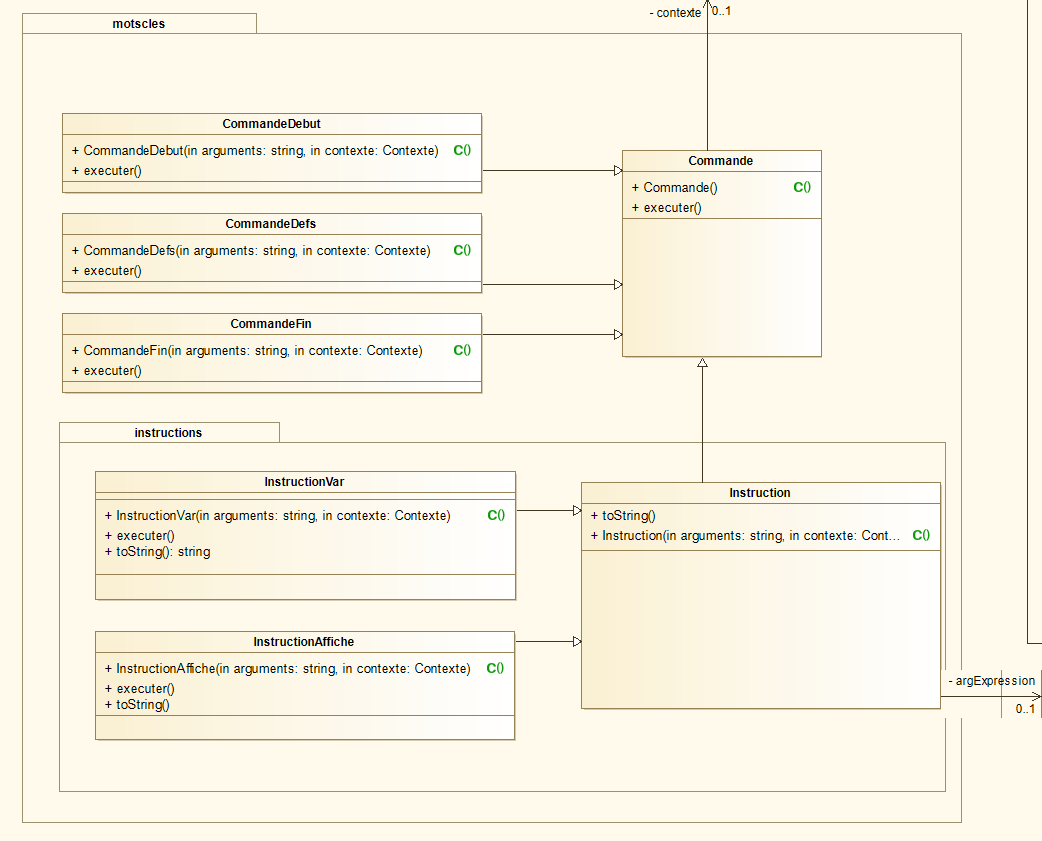 - contexte 0..1
motscles
CommandeDebut
+ CommandeDebut(in arguments: string, in contexte: Contexte) C()
+ executer()
Commande
+ Commande() C()
+ executer()
CommandeDefs
+ CommandeDefs(in arguments: string, in contexte: Contexte) C()
+ executer()
CommandeFin
+ CommandeFin(in arguments: string, in contexte: Contexte) C()
+ executer()
instructions
InstructionVar
+ InstructionVar(in arguments: string, in contexte: Contexte) C()
+ executer()
+ toString(): string
Instruction
+ toString()
+ Instruction(in arguments: string, in contexte: Cont... C()
InstructionAffiche
+ InstructionAffiche(in arguments: string, in contexte: Contexte) C()
+ executer()
+ toString()
- argExpression
0..1